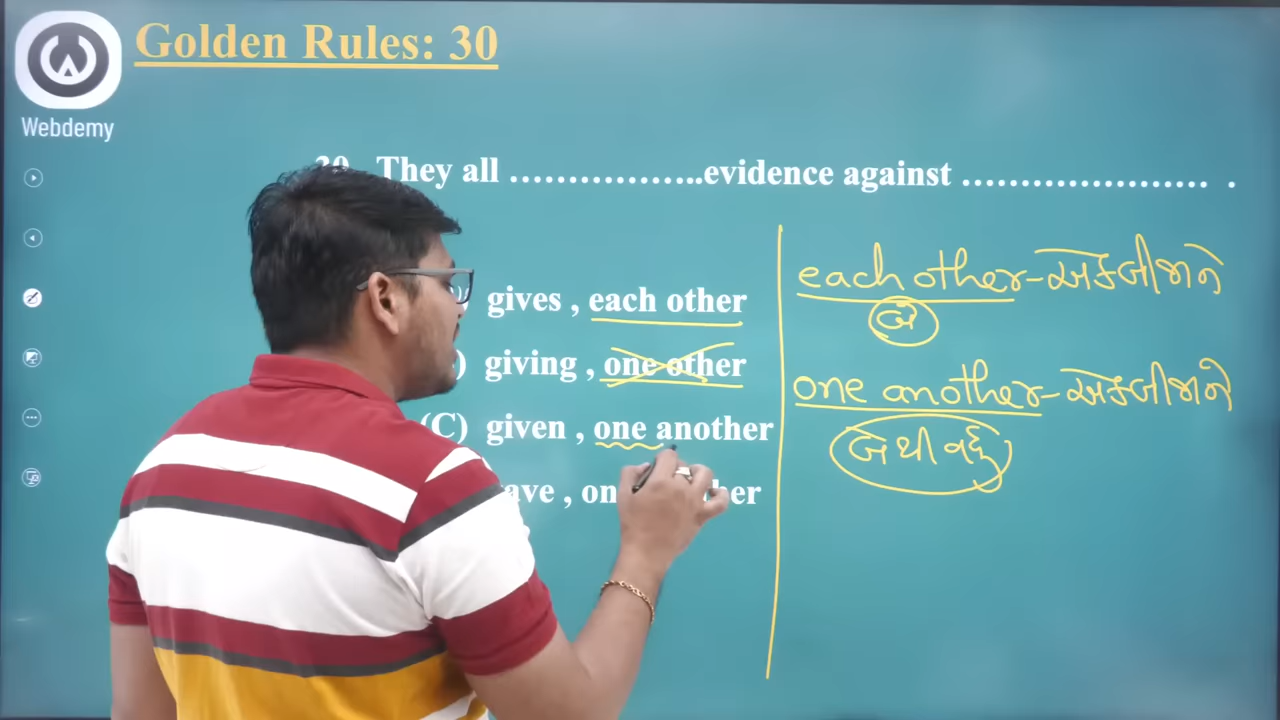 Golden Rules: 30
Webdemy
30. They all ……………..evidence against ………………… .
gives , each other
giving , one other
(C) given , one another
each other - એકબીજાને
બે
one another - એકબીજાને
બેથી વધુ